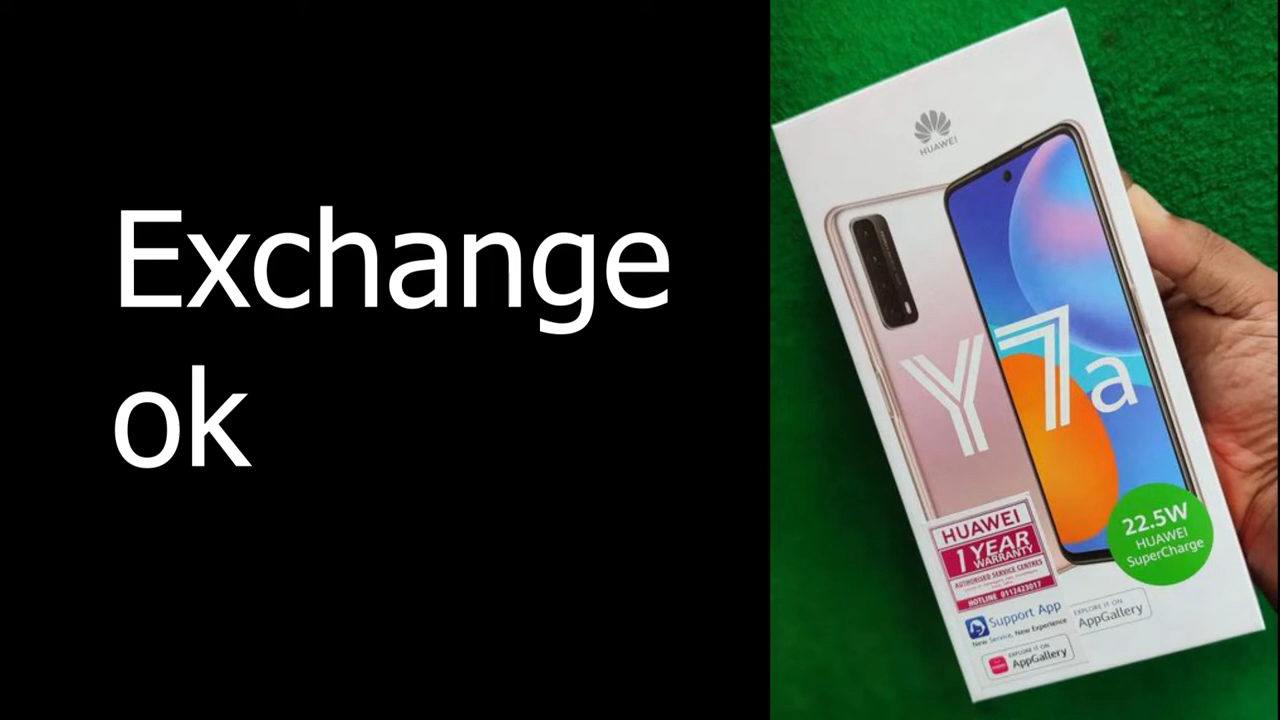 Exchange
ok
HUAWEI
Y7a
22.5W
HUAWEI
SuperCharge
HUAWEI
1 YEAR
WARRANTY
AUTHORISED SERVICE CENTRES
HOTLINE 0112423017
Support App
New Service, New Experience
EXPLORE IT ON
AppGallery
EXPLORE IT ON
AppGallery